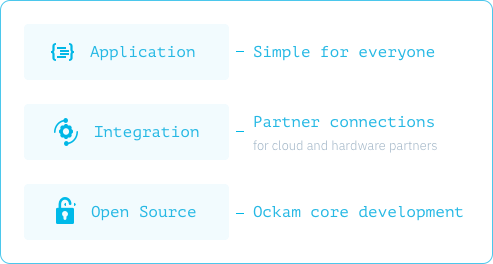 Application – Simple for everyone
Integration – Partner connections
for cloud and hardware partners
Open Source – Ockam core development